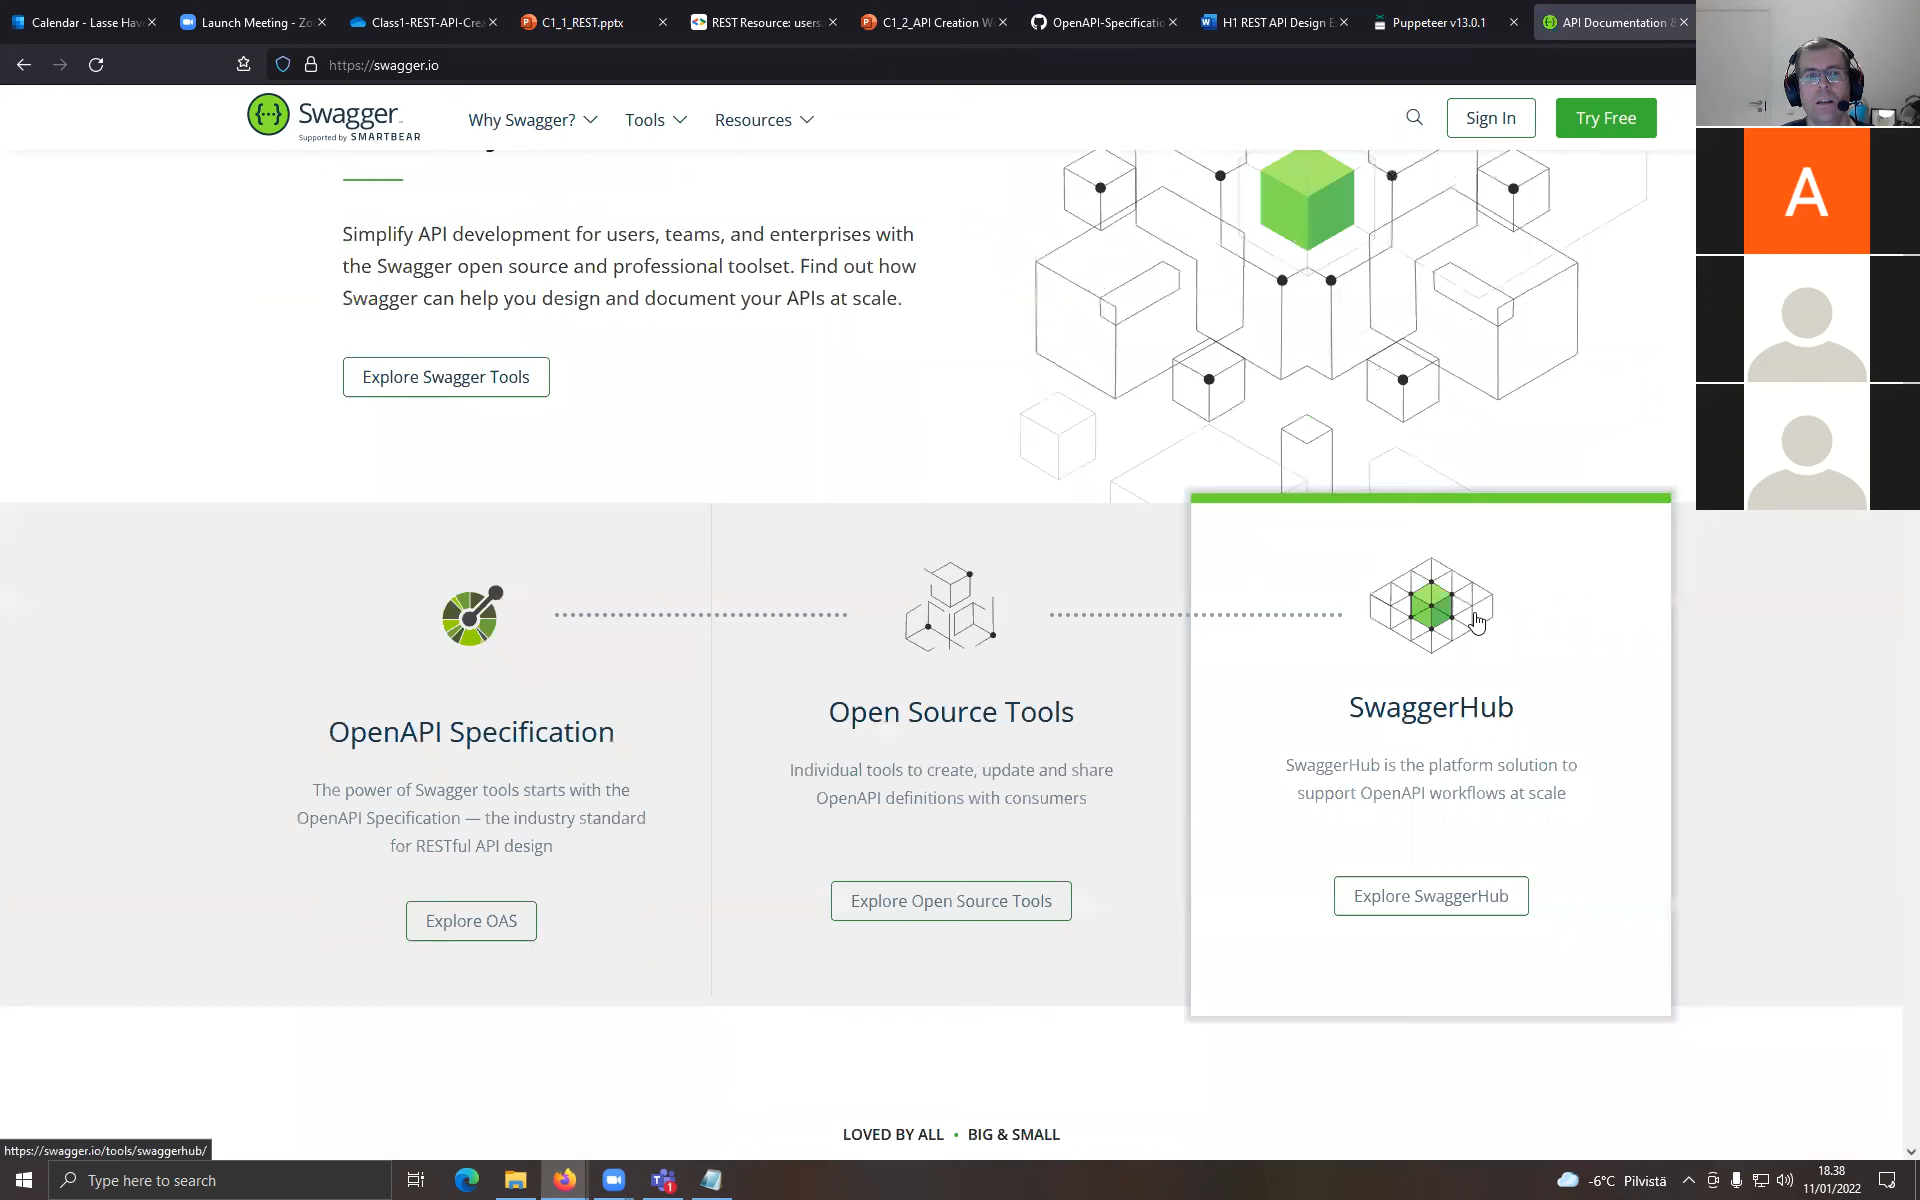 Calendar - Lasse Hav
Launch Meeting - Zo
Class1-REST-API-Crea
C1_1_REST.pptx
REST Resource: users.
C1_2_API Creation W
OpenAPI-Specificatio
H1 REST API Design E
Puppeteer v13.0.1
API Documentation &
https://swagger.io
Swagger
Supported by SMARTBEAR
Why Swagger?
Tools
Resources
Sign In
Try Free
Simplify API development for users, teams, and enterprises with
the Swagger open source and professional toolset. Find out how
Swagger can help you design and document your APIs at scale.
Explore Swagger Tools
A
OpenAPI Specification
The power of Swagger tools starts with the
OpenAPI Specification — the industry standard
for RESTful API design
Explore OAS
Open Source Tools
Individual tools to create, update and share
OpenAPI definitions with consumers
Explore Open Source Tools
SwaggerHub
SwaggerHub is the platform solution to
support OpenAPI workflows at scale
Explore SwaggerHub
LOVED BY ALL • BIG & SMALL
https://swagger.io/tools/swaggerhub/
Type here to search
1
-6°C Pilvistä
18.38
11/01/2022